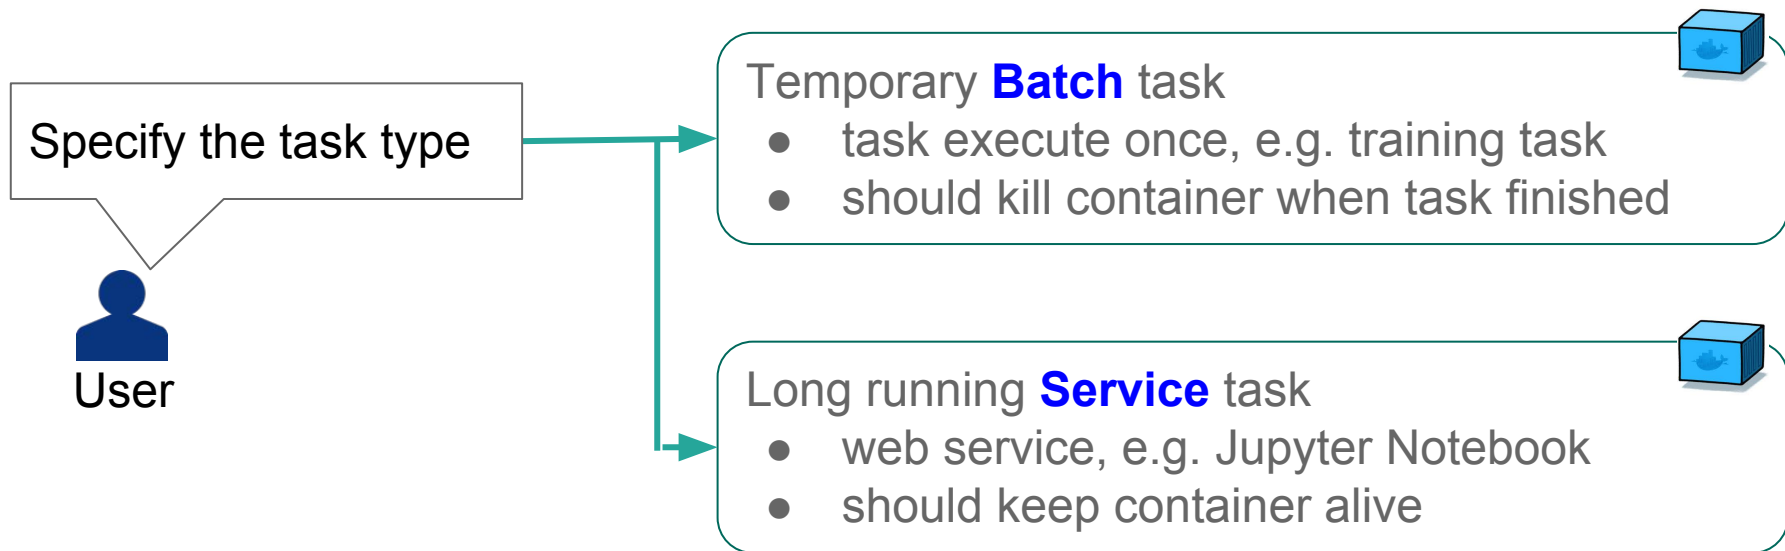 Specify the task type
User
Temporary Batch task
● task execute once, e.g. training task
● should kill container when task finished
Long running Service task
● web service, e.g. Jupyter Notebook
● should keep container alive